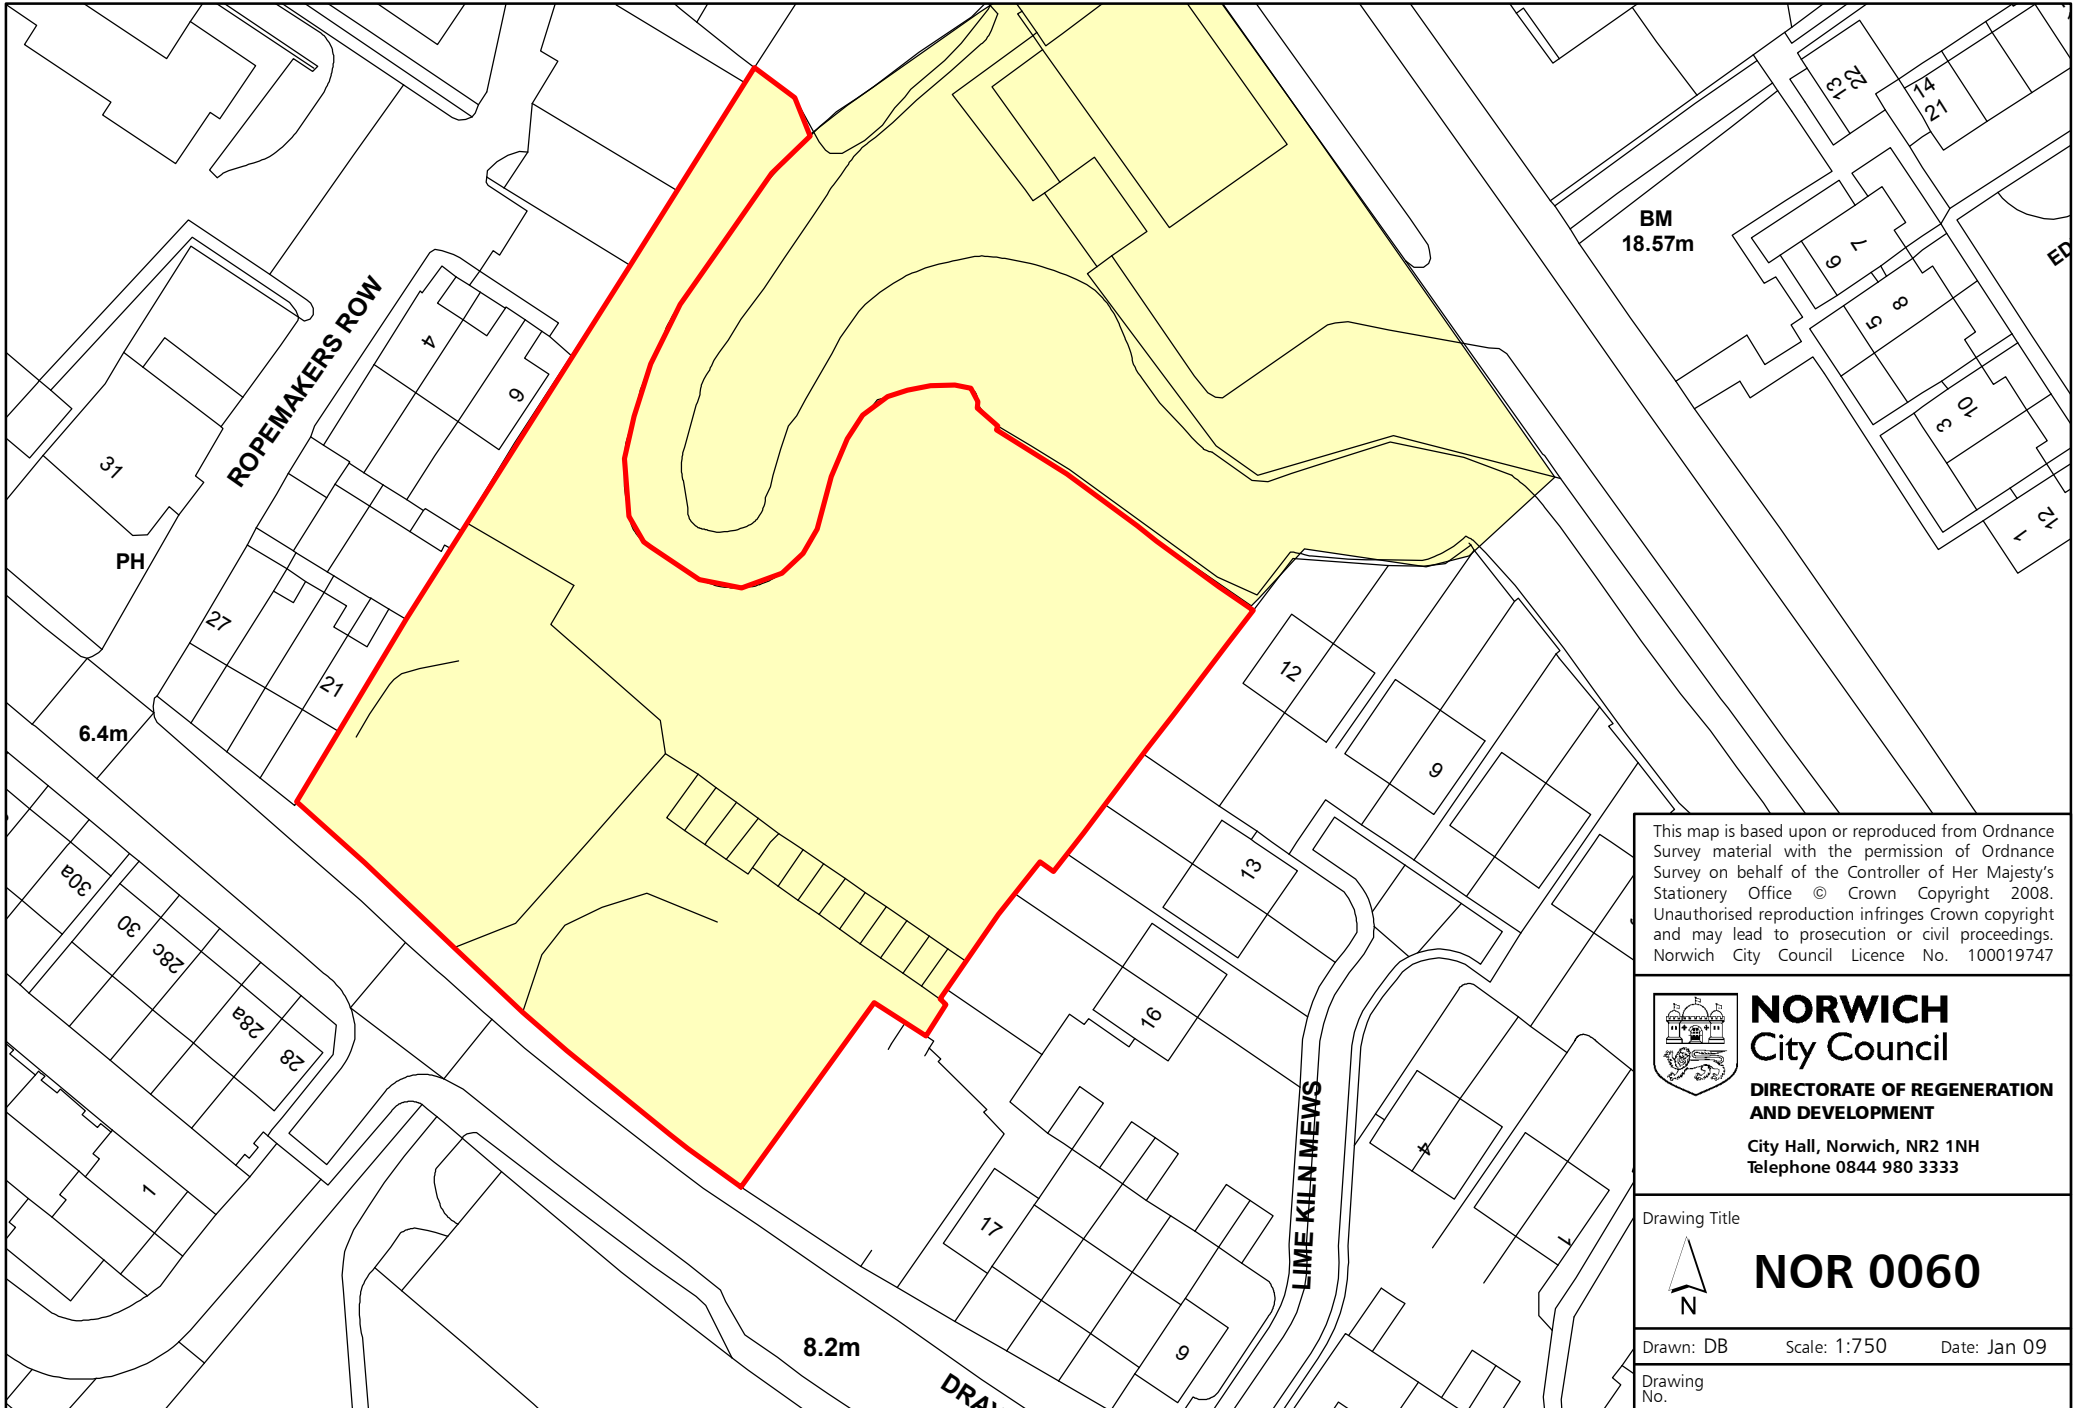 ROPEMAKERS ROW
4
6
31
PH
27
21
6.4m
30a
30
28c
28a
28
1
8.2m
BM
18.57m
13
22
14
21
7
6
8
5
10
3
12
1
12
9
13
16
17
9
4
1
LIME KILN MEWS
This map is based upon or reproduced from Ordnance
Survey material with the permission of Ordnance
Survey on behalf of the Controller of Her Majesty's
Stationery Office © Crown Copyright 2008.
Unauthorised reproduction infringes Crown copyright
and may lead to prosecution or civil proceedings.
Norwich City Council Licence No. 100019747
NORWICH
City Council
DIRECTORATE OF REGENERATION
AND DEVELOPMENT
City Hall, Norwich, NR2 1NH
Telephone 0844 980 3333
Drawing Title
N
NOR 0060
Drawn: DB Scale: 1:750 Date: Jan 09
Drawing
No.